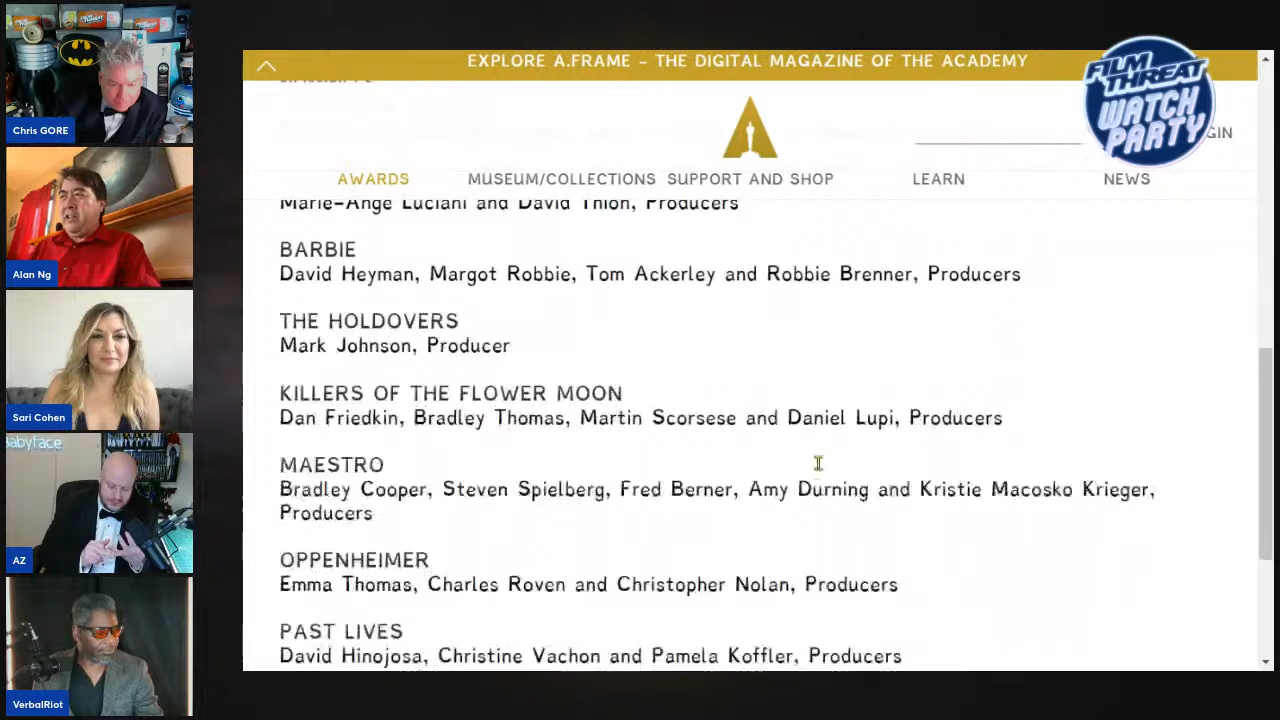 EXPLORE A.FRAME – THE DIGITAL MAGAZINE OF THE ACADEMY
FILM THREAT
WATCH PARTY
GIN
AWARDS MUSEUM/COLLECTIONS SUPPORT AND SHOP LEARN NEWS
Marie-Ange Luciani and David Thion, Producers
BARBIE
David Heyman, Margot Robbie, Tom Ackerley and Robbie Brenner, Producers
THE HOLDOVERS
Mark Johnson, Producer
KILLERS OF THE FLOWER MOON
Dan Friedkin, Bradley Thomas, Martin Scorsese and Daniel Lupi, Producers
MAESTRO
Bradley Cooper, Steven Spielberg, Fred Berner, Amy Durning and Kristie Macosko Krieger,
Producers
OPPENHEIMER
Emma Thomas, Charles Roven and Christopher Nolan, Producers
PAST LIVES
David Hinojosa, Christine Vachon and Pamela Koffler, Producers
Chris GORE
Alan Ng
Sari Cohen
Babyface
AZ
VerbalRiot